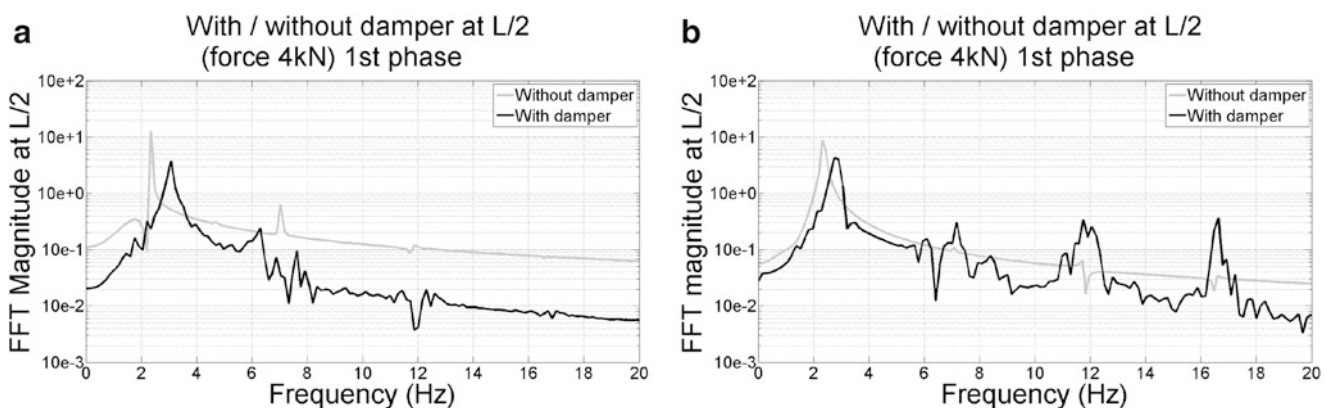 a
With / without damper at L/2
(force 4kN) 1st phase
FFT Magnitude at L/2
10e+2
10e+1
10e+0
10e-1
10e-2
10e-3
Without damper
With damper
0 2 4 6 8 10 12 14 16 18 20
Frequency (Hz)
b
With / without damper at L/2
(force 4kN) 1st phase
FFT magnitude at L/2
10e+2
10e+1
10e+0
10e-1
10e-2
10e-3
Without damper
With damper
0 2 4 6 8 10 12 14 16 18 20
Frequency (Hz)